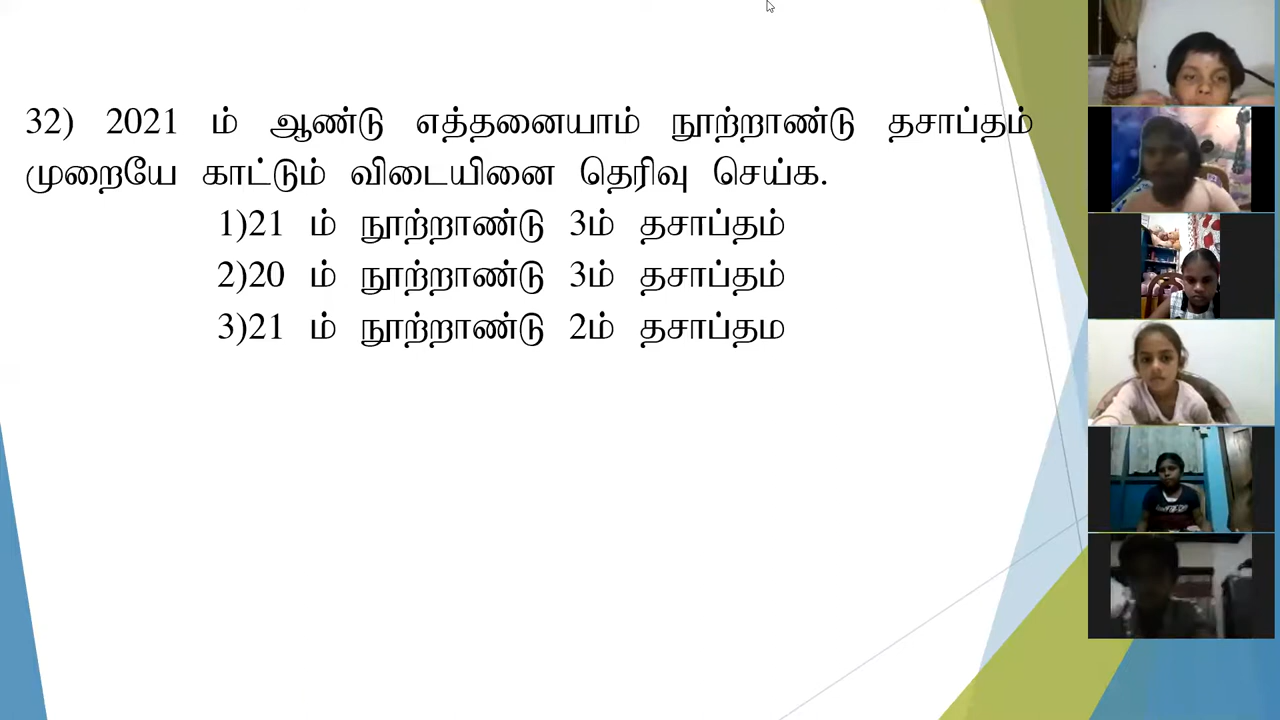 32) 2021 ம் ஆண்டு எத்தனையாம் நூற்றாண்டு தசாப்தம்
முறையே காட்டும் விடையினை தெரிவு செய்க.
1)21 ம் நூற்றாண்டு 3ம் தசாப்தம்
2)20 ம் நூற்றாண்டு 3ம் தசாப்தம்
3)21 ம் நூற்றாண்டு 2ம் தசாப்தம